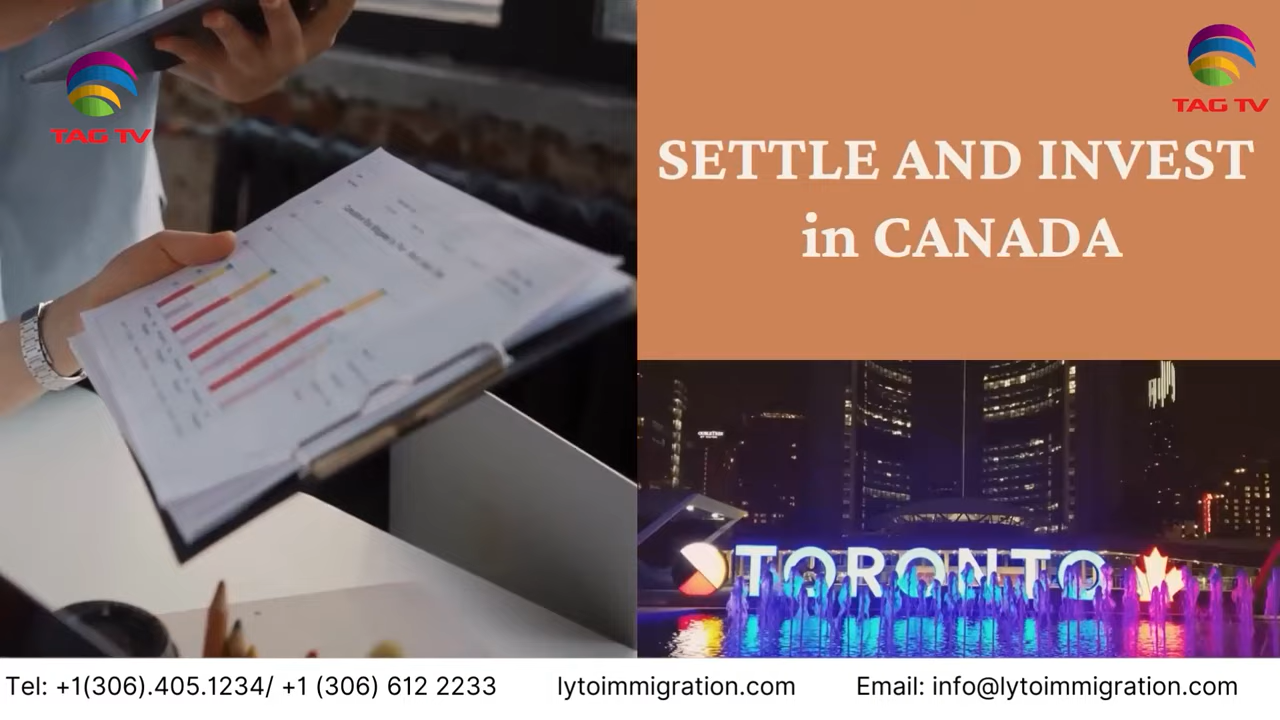 TAG TV
TAG TV
SETTLE AND INVEST
in CANADA
TORONTO
Tel: +1(306).405.1234/ +1 (306) 612 2233
lytoimmigration.com
Email: info@lytoimmigration.com